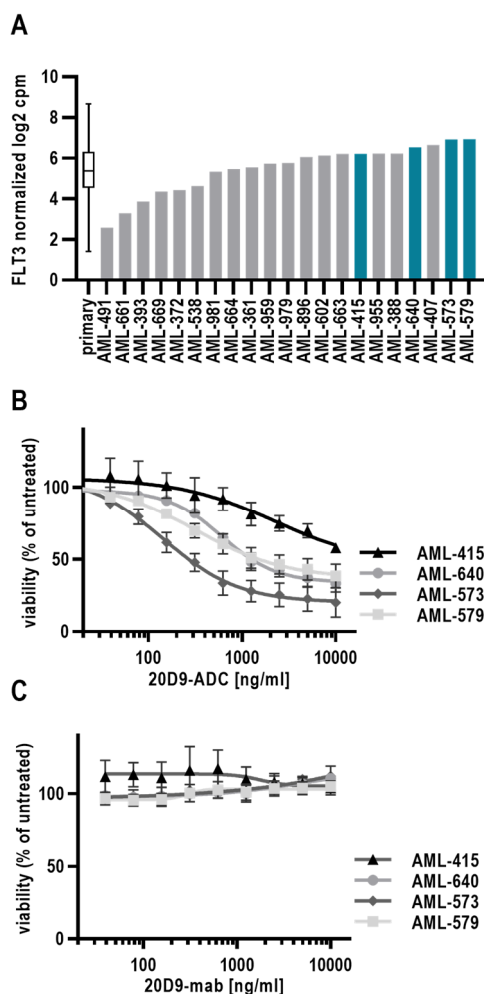 A
FLT3 normalized log2 cpm
10
8
6
4
2
0
primary
AML-491
AML-661
AML-393
AML-669
AML-372
AML-538
AML-981
AML-664
AML-361
AML-959
AML-979
AML-896
AML-602
AML-663
AML-415
AML-955
AML-388
AML-640
AML-407
AML-573
AML-579
B
viability (% of untreated)
100
50
0
100
1000
10000
20D9-ADC [ng/ml]
AML-415
AML-640
AML-573
AML-579
C
viability (% of untreated)
100
50
0
100
1000
10000
20D9-mab [ng/ml]
AML-415
AML-640
AML-573
AML-579